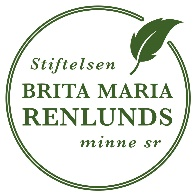 Stiftelsen
BRITA MARIA
RENLUNDS
minne sr